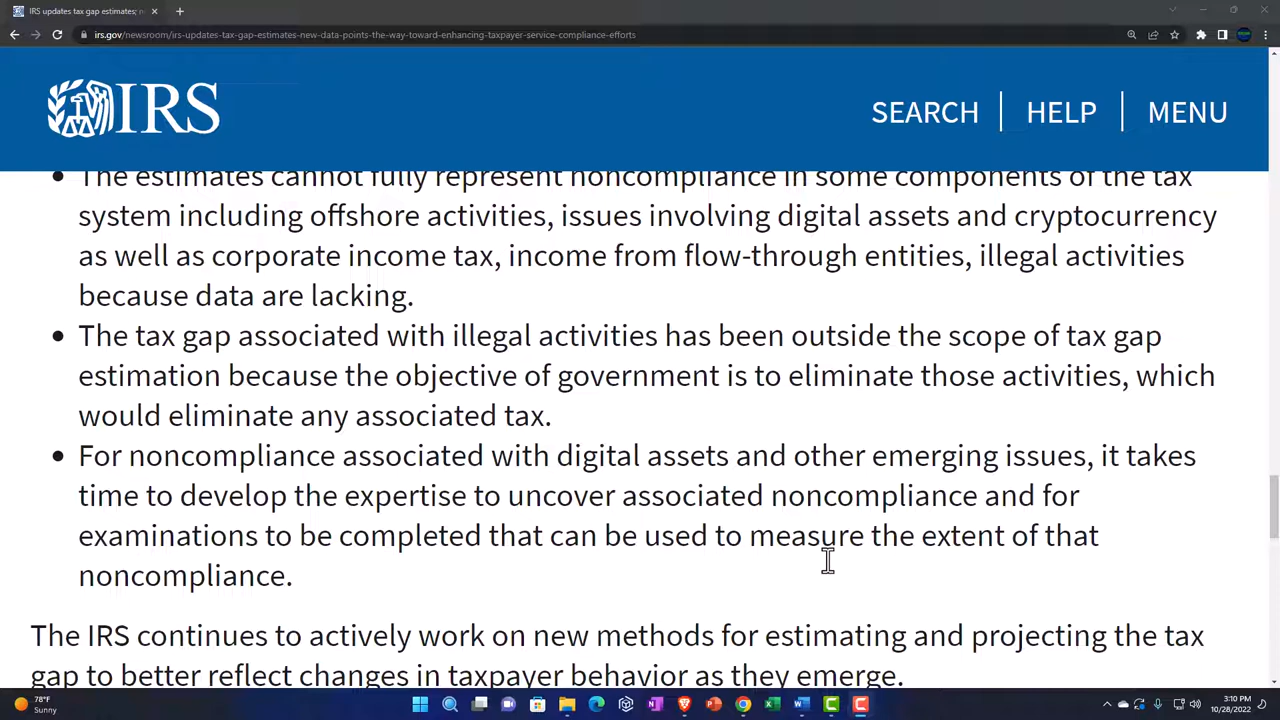 IRS updates tax gap estimates; ne
irs.gov/newsroom/irs-updates-tax-gap-estimates-new-data-points-the-way-toward-enhancing-taxpayer-service-compliance-efforts
IRS
SEARCH
HELP
MENU
The estimates cannot fully represent noncompliance in some components of the tax
system including offshore activities, issues involving digital assets and cryptocurrency
as well as corporate income tax, income from flow-through entities, illegal activities
because data are lacking.
The tax gap associated with illegal activities has been outside the scope of tax gap
estimation because the objective of government is to eliminate those activities, which
would eliminate any associated tax.
For noncompliance associated with digital assets and other emerging issues, it takes
time to develop the expertise to uncover associated noncompliance and for
examinations to be completed that can be used to measure the extent of that
noncompliance.
The IRS continues to actively work on new methods for estimating and projecting the tax
gap to better reflect changes in taxpayer behavior as they emerge.
78°F
Sunny
3:10 PM
10/28/2022